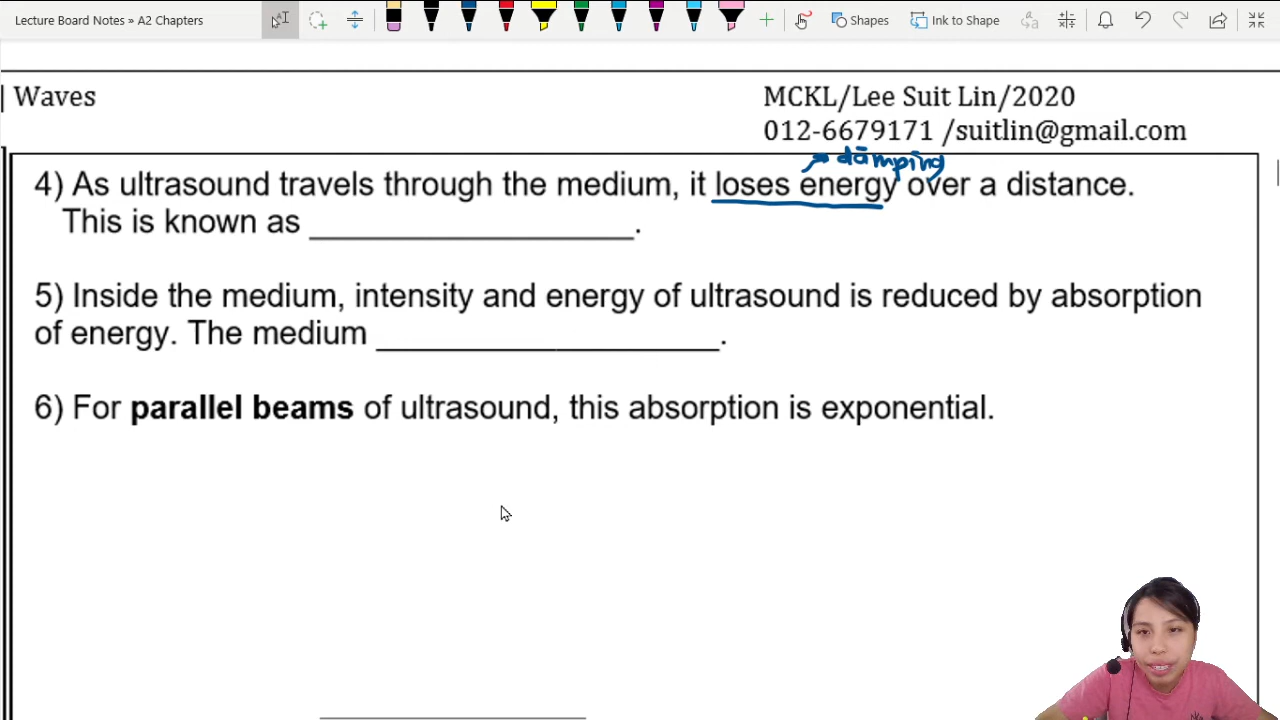 Lecture Board Notes » A2 Chapters
Shapes
Ink to Shape
| Waves
MCKL/Lee Suit Lin/2020
012-6679171 /suitlin@gmail.com
damping
4) As ultrasound travels through the medium, it loses energy over a distance.
This is known as ____________________.
5) Inside the medium, intensity and energy of ultrasound is reduced by absorption
of energy. The medium _____________________.
6) For parallel beams of ultrasound, this absorption is exponential.